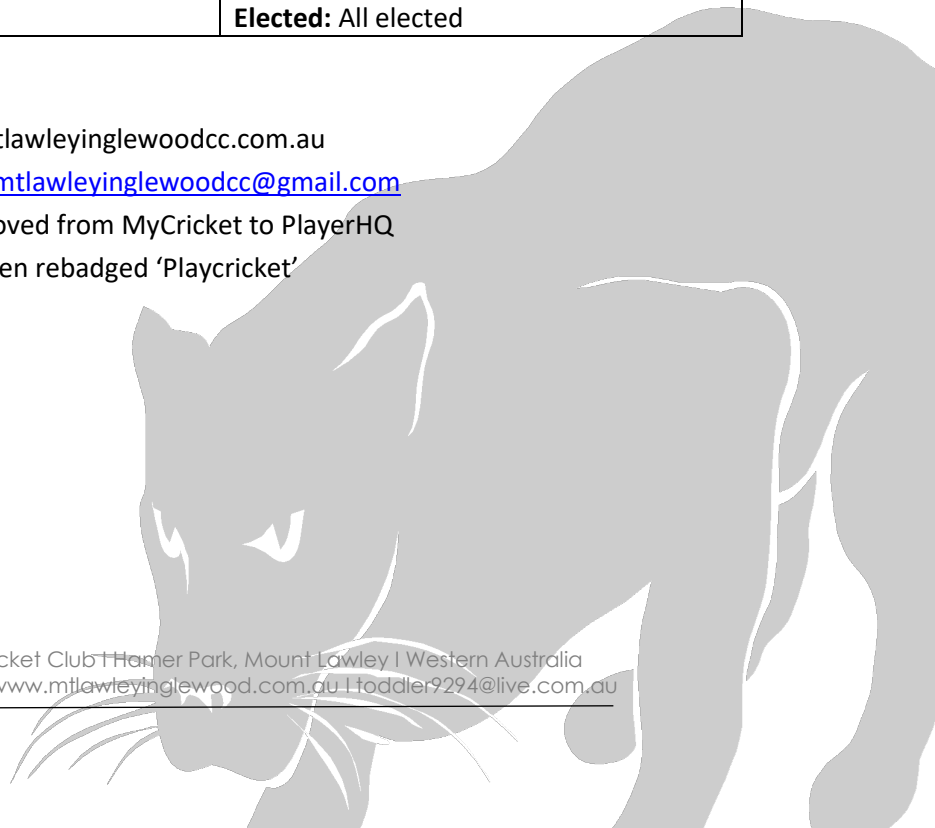 Elected: All elected
tlawleyinglewoodcc.com.au
mtlawleyinglewoodcc@gmail.com
oved from MyCricket to PlayerHQ
en rebadged ‘Playcricket’
cket Club I Hamer Park, Mount Lawley I Western Australia
www.mtlawleyinglewood.com.au I toddler9294@live.com.au